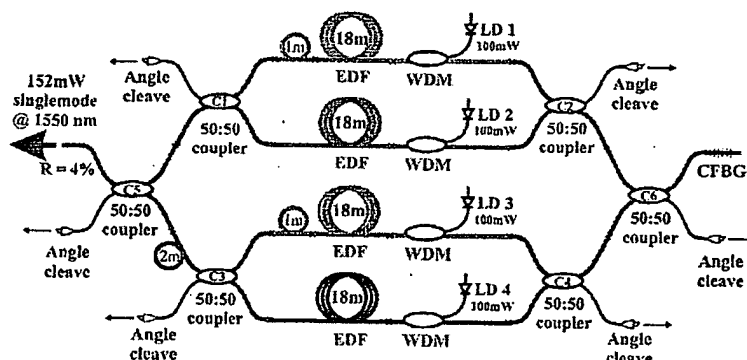 LD 1
100mW
1m
18m
EDF
WDM
Angle
cleave
C1
50:50
coupler
C2
50:50
coupler
Angle
cleave
152mW
singlemode
@ 1550 nm
R = 4%
LD 2
100mW
18m
EDF
WDM
C5
50:50
coupler
Angle
cleave
2m
LD 3
100mW
1m
18m
EDF
WDM
C6
50:50
coupler
CFBG
Angle
cleave
C3
50:50
coupler
Angle
cleave
LD 4
100mW
18m
EDF
WDM
C4
50:50
coupler
Angle
cleave